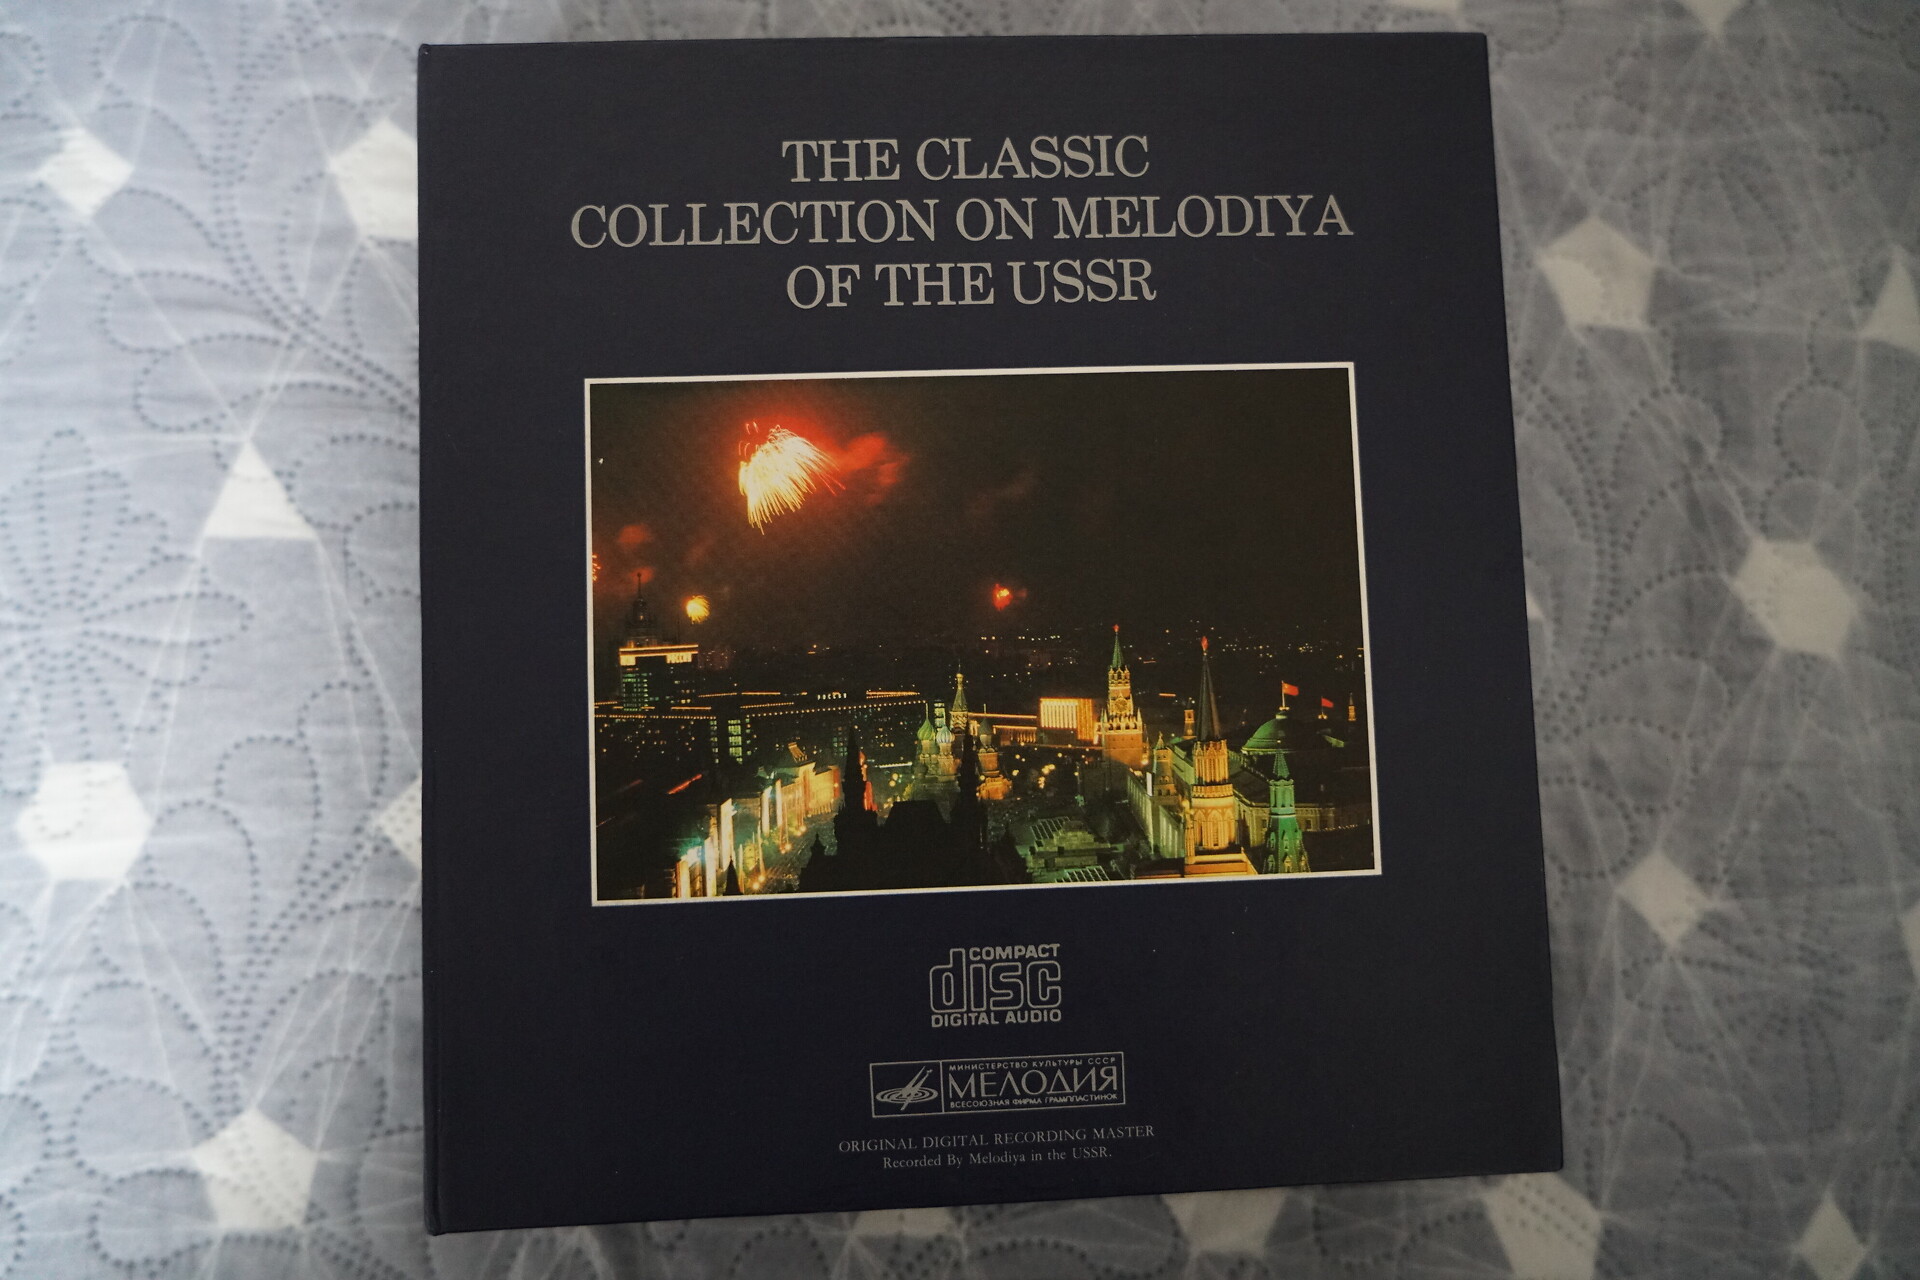 THE CLASSIC
COLLECTION ON MELODIYA
OF THE USSR
COMPACT
disc
DIGITAL AUDIO
МИНИСТЕРСТВО КУЛЬТУРЫ СССР
МЕЛОДИЯ
ВСЕСОЮЗНАЯ ФИРМА ГРАМПЛАСТИНОК
ORIGINAL DIGITAL RECORDING MASTER
Recorded By Melodiya in the USSR.